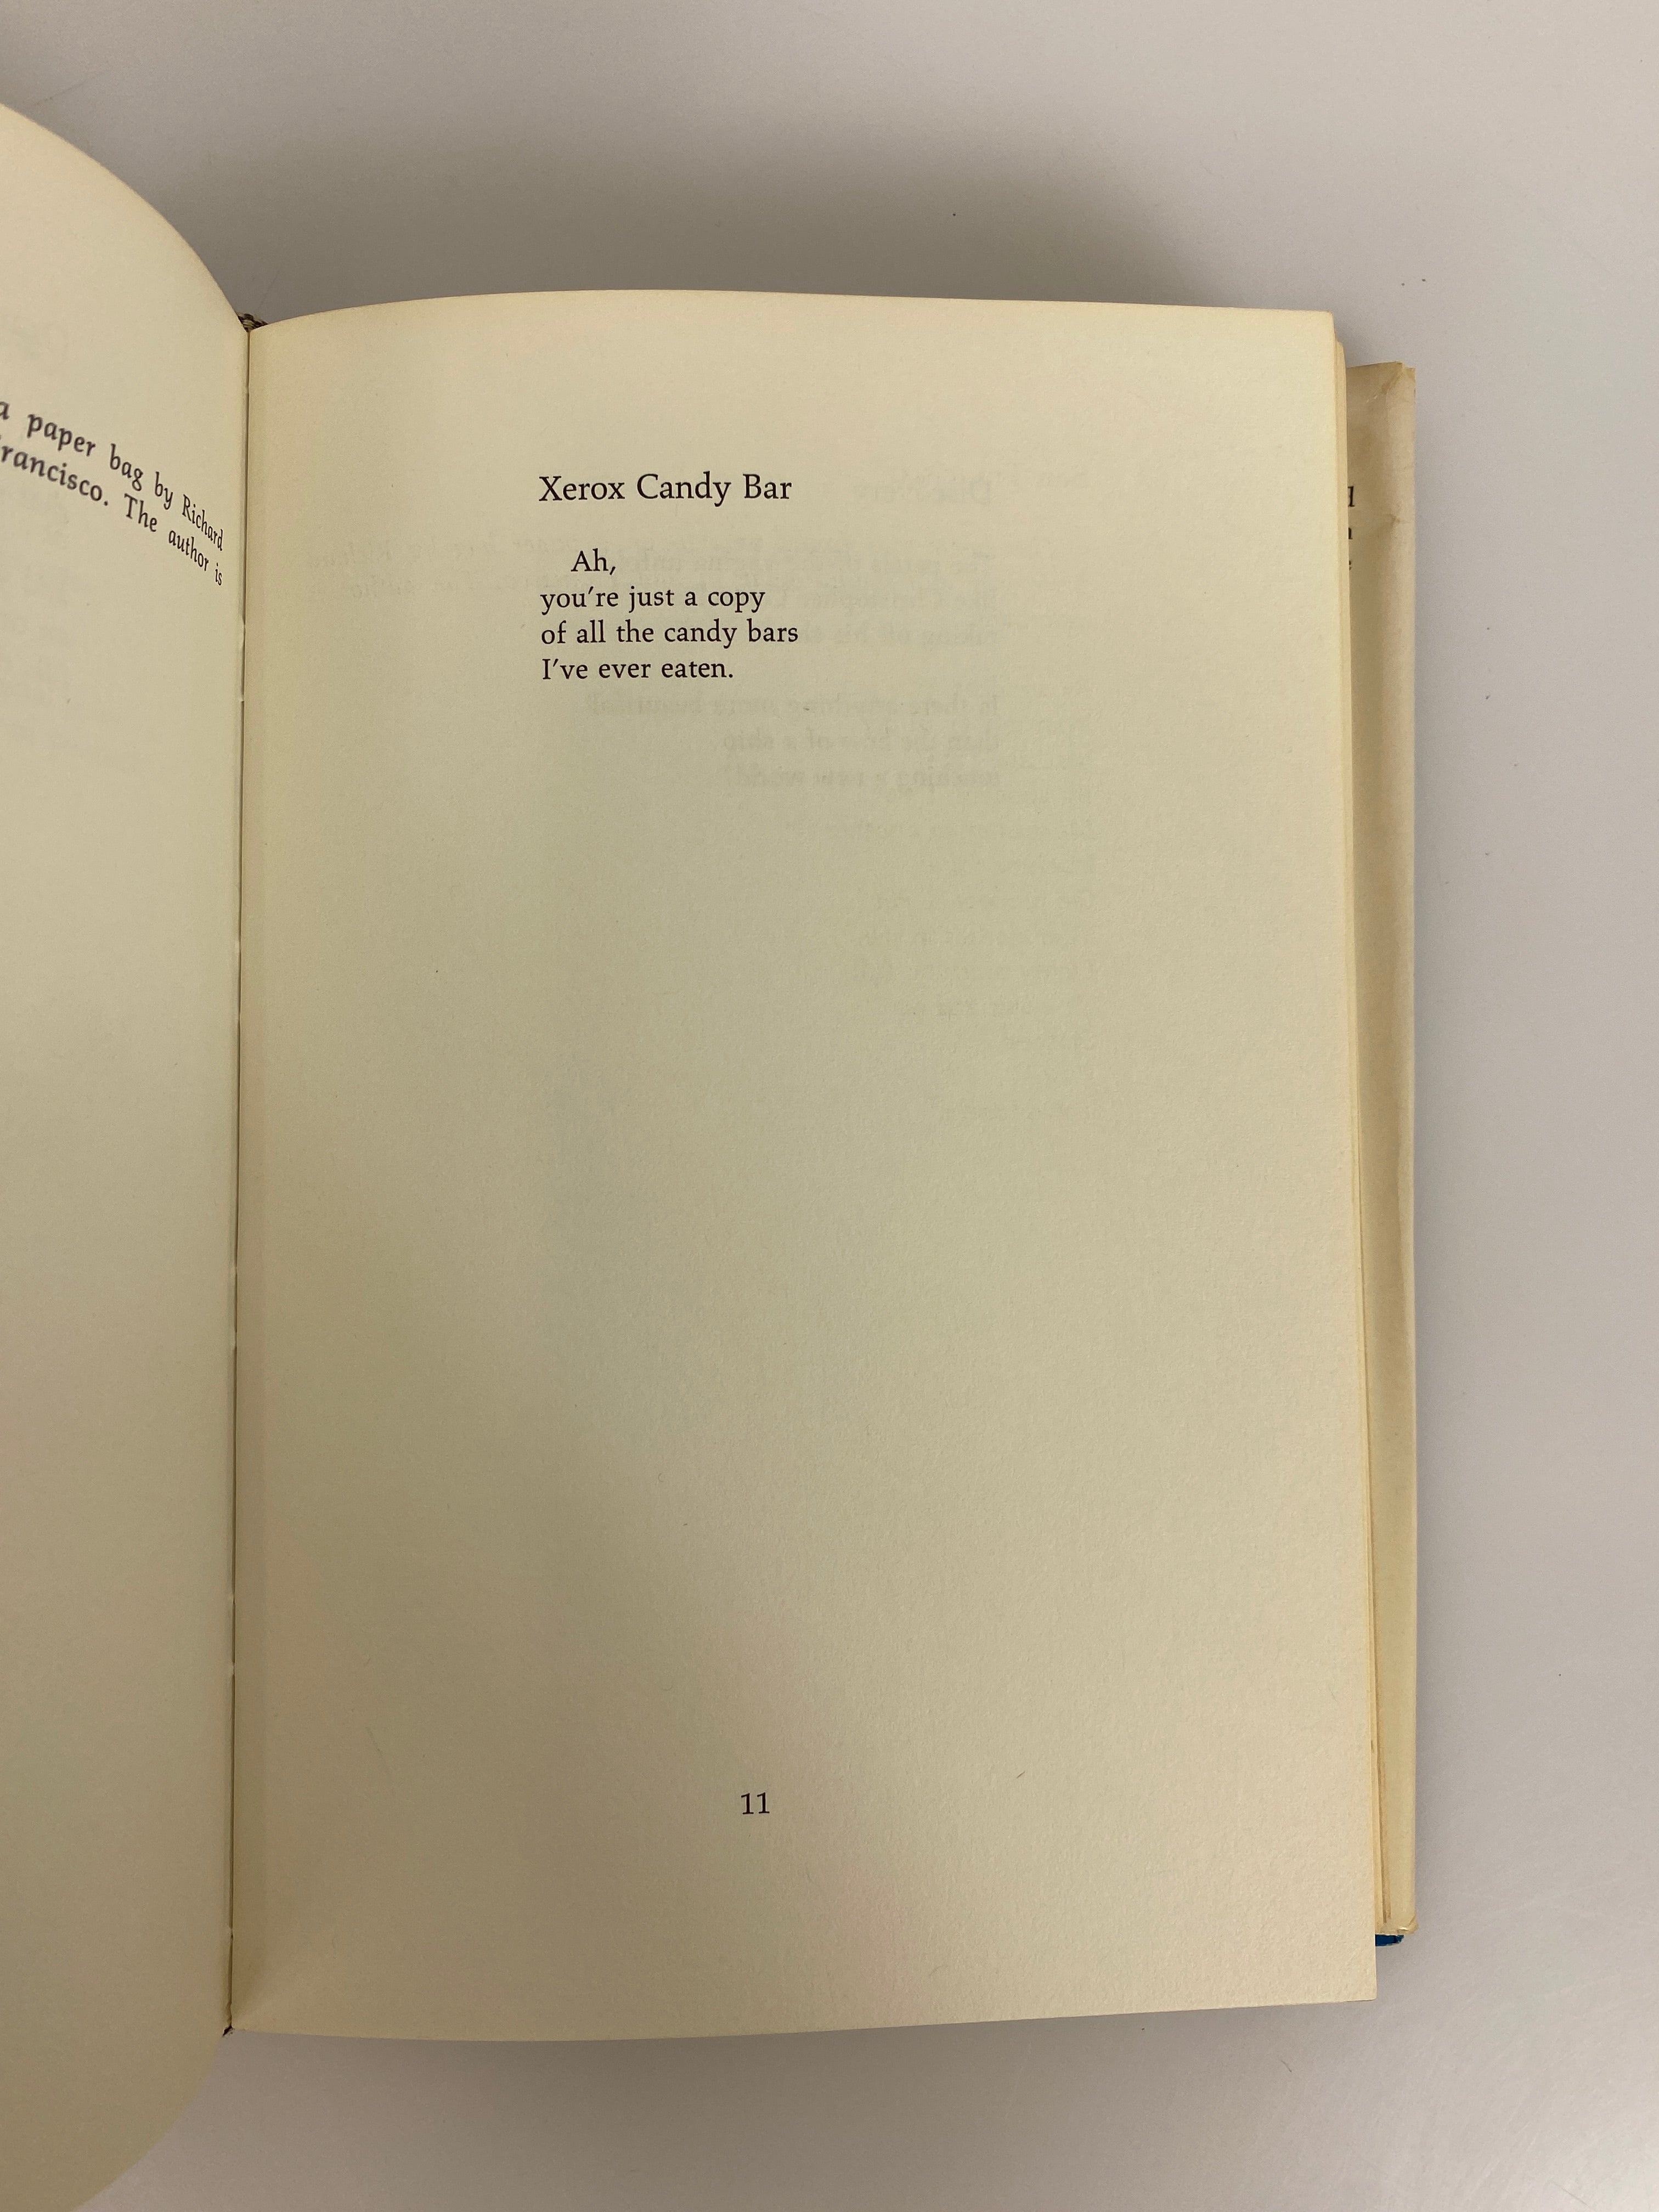 a paper bag by Richard
rancisco. The author is
Xerox Candy Bar
Ah,
you're just a copy
of all the candy bars
I've ever eaten.
11